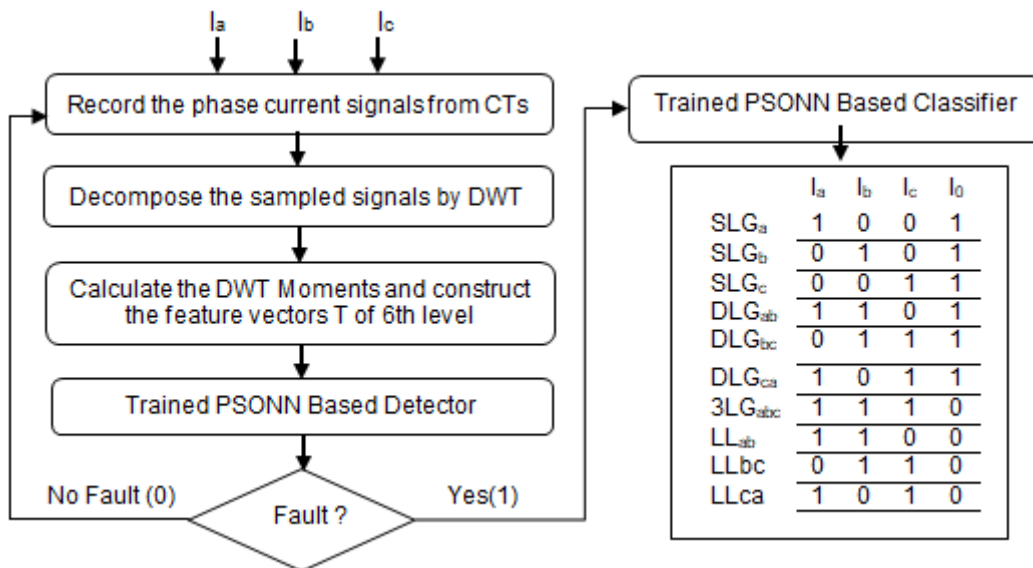 Ia Ib Ic
Record the phase current signals from CTs
Decompose the sampled signals by DWT
Calculate the DWT Moments and construct
the feature vectors T of 6th level
Trained PSONN Based Detector
No Fault (0)
Fault ?
Yes(1)
Trained PSONN Based Classifier
Ia Ib Ic I0
SLGa 1 0 0 1
SLGb 0 1 0 1
SLGc 0 0 1 1
DLGab 1 1 0 1
DLGbc 0 1 1 1
DLGca 1 0 1 1
3LGabc 1 1 1 0
LLab 1 1 0 0
LLbc 0 1 1 0
LLca 1 0 1 0